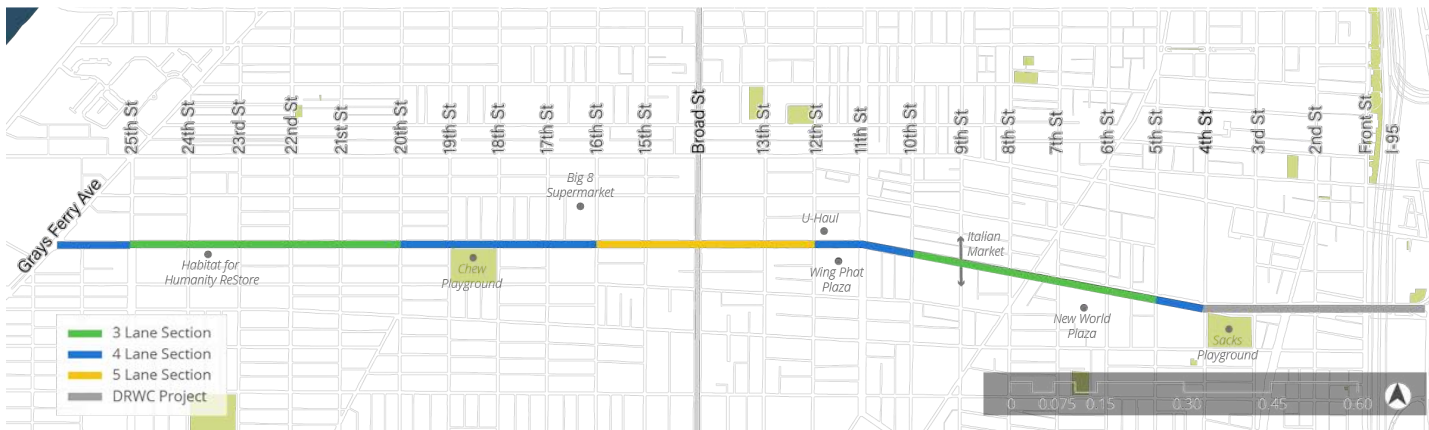 25th St
24th St
23rd St
22nd St
21st St
20th St
19th St
18th St
17th St
16th St
15th St
Broad St
13th St
12th St
11th St
10th St
9th St
8th St
7th St
6th St
5th St
4th St
3rd St
2nd St
Front St
I-95
Grays Ferry Ave
Big 8
Supermarket
U-Haul
Italian
Market
Habitat for
Humanity ReStore
Chew
Playground
Wing Phat
Plaza
New World
Plaza
Sacks
Playground
3 Lane Section
4 Lane Section
5 Lane Section
DRWC Project
0 0.075 0.15 0.30 0.45 0.60